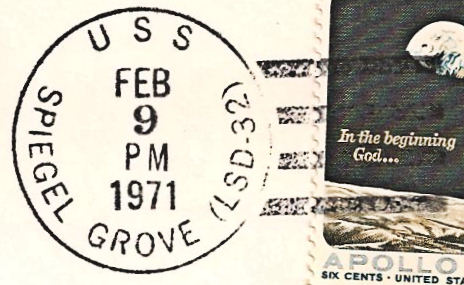 USS
SPIEGEL GROVE (LSD-32)
FEB
9
PM
1971
In the beginning
God...
APOLLO
SIX CENTS · UNITED STA